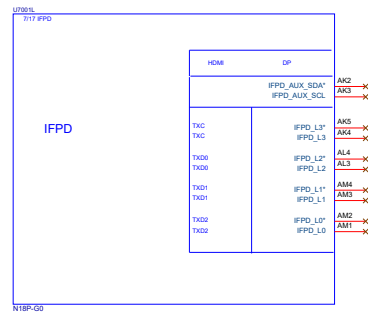 U7001L
7/17 IFPD
HDMI DP
IFPD_AUX_SDA* AK2
IFPD_AUX_SCL AK3
IFPD
TXC IFPD_L3* AK5
TXC IFPD_L3 AK4
TXD0 IFPD_L2* AL4
TXD0 IFPD_L2 AL3
TXD1 IFPD_L1* AM4
TXD1 IFPD_L1 AM3
TXD2 IFPD_L0* AM2
TXD2 IFPD_L0 AM1
N18P-G0